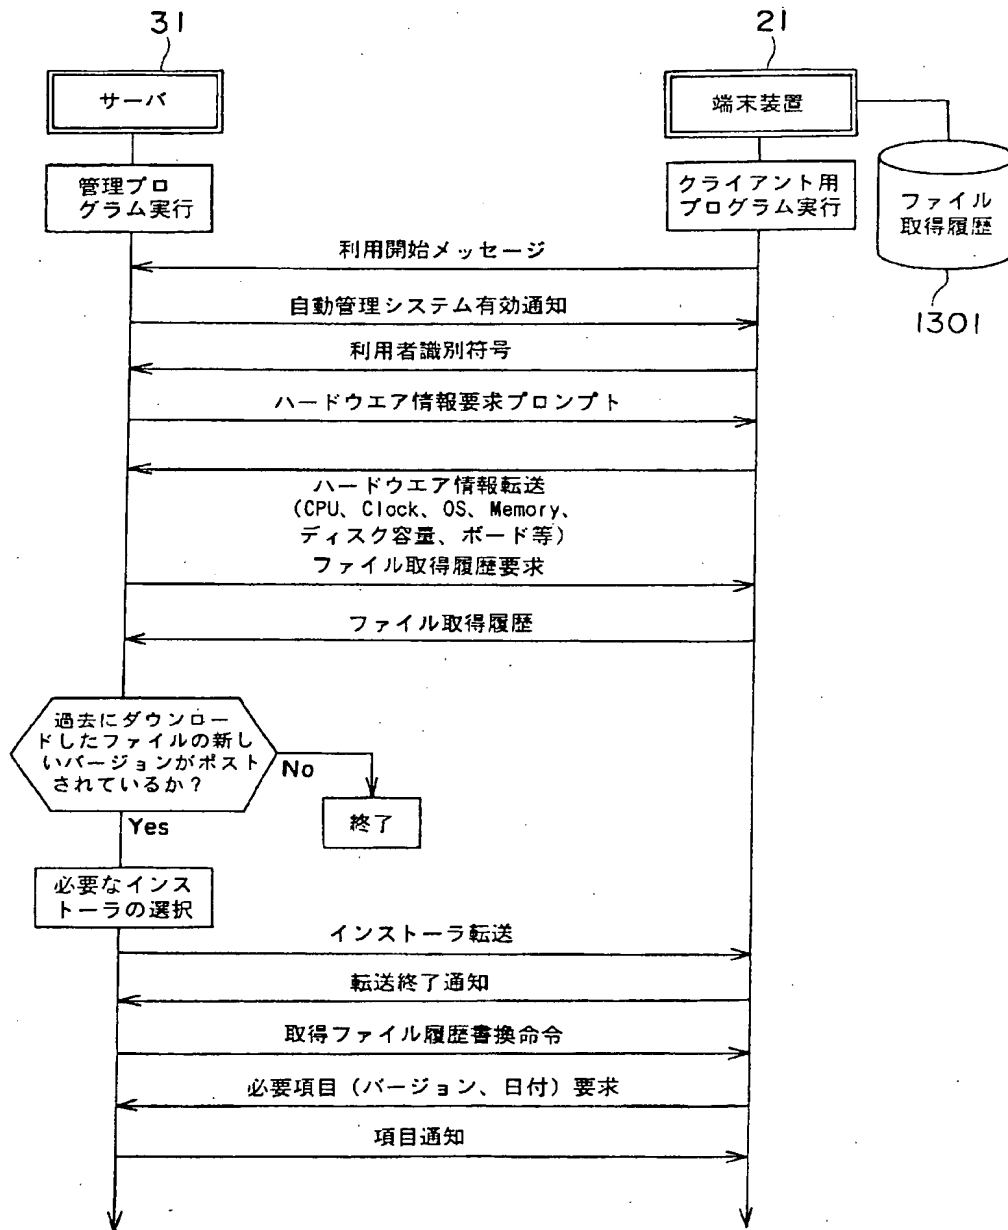 31
21
サーバ
端末装置
管理プロ
グラム実行
クライアント用
プログラム実行
ファイル
取得履歴
1301
利用開始メッセージ
自動管理システム有効通知
利用者識別符号
ハードウエア情報要求プロンプト
ハードウエア情報転送
(CPU、Clock、OS、Memory、
ディスク容量、ボード等)
ファイル取得履歴要求
ファイル取得履歴
過去にダウンロー
ドしたファイルの新し
いバージョンがポスト
されているか?
No
終了
Yes
必要なインス
トーラの選択
インストーラ転送
転送終了通知
取得ファイル履歴書換命令
必要項目(バージョン、日付)要求
項目通知